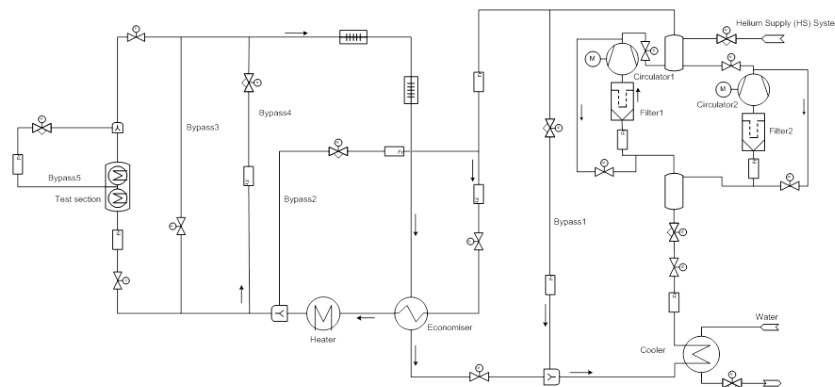 Helium Supply (HS) Syste
Circulator1
Circulator2
Filter1
Filter2
Bypass3
Bypass4
Bypass5
Test section
Bypass2
Bypass1
Heater
Economiser
Cooler
Water
M
M